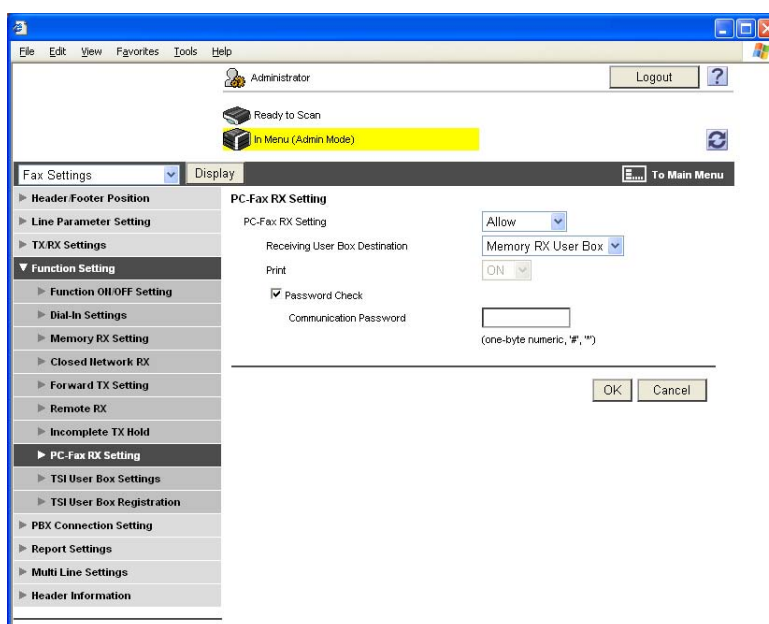 File Edit View Favorites Tools Help
Administrator
Logout
?
Ready to Scan
In Menu (Admin Mode)
Fax Settings
Display
To Main Menu
Header/Footer Position
Line Parameter Setting
TX/RX Settings
Function Setting
Function ON/OFF Setting
Dial-In Settings
Memory RX Setting
Closed Network RX
Forward TX Setting
Remote RX
Incomplete TX Hold
PC-Fax RX Setting
TSI User Box Settings
TSI User Box Registration
PBX Connection Setting
Report Settings
Multi Line Settings
Header Information
PC-Fax RX Setting
PC-Fax RX Setting Allow
Receiving User Box Destination Memory RX User Box
Print ON
Password Check
Communication Password
(one-byte numeric, '#', '*')
OK Cancel